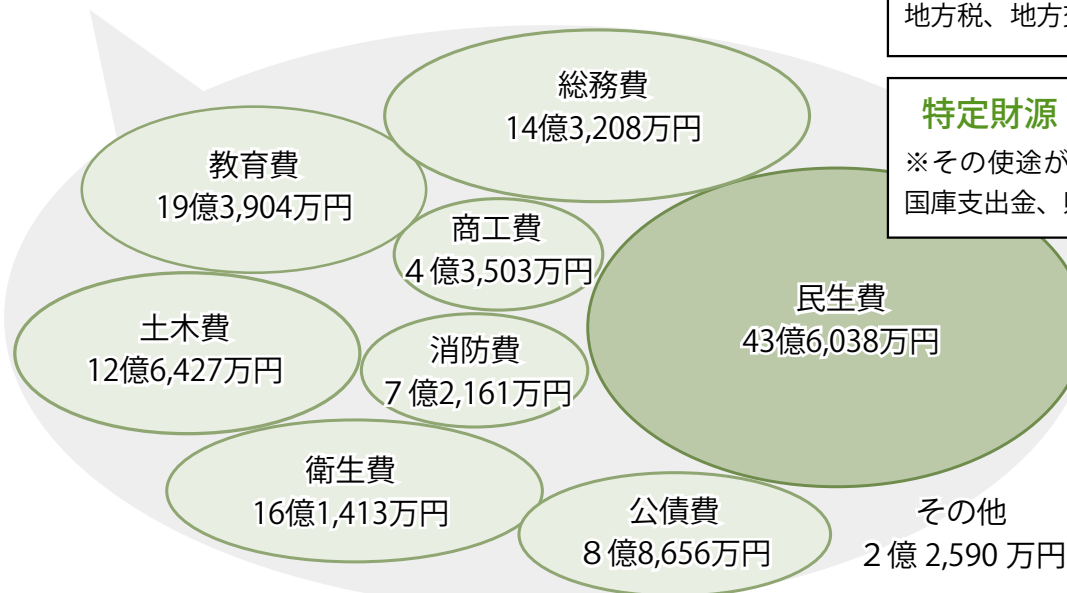 地方税、地方
特定財源
※その使途が
国庫支出金、
総務費
14億3,208万円
教育費
19億3,904万円
商工費
４億3,503万円
民生費
43億6,038万円
土木費
12億6,427万円
消防費
７億2,161万円
衛生費
16億1,413万円
公債費
８億8,656万円
その他
２億 2,590 万円